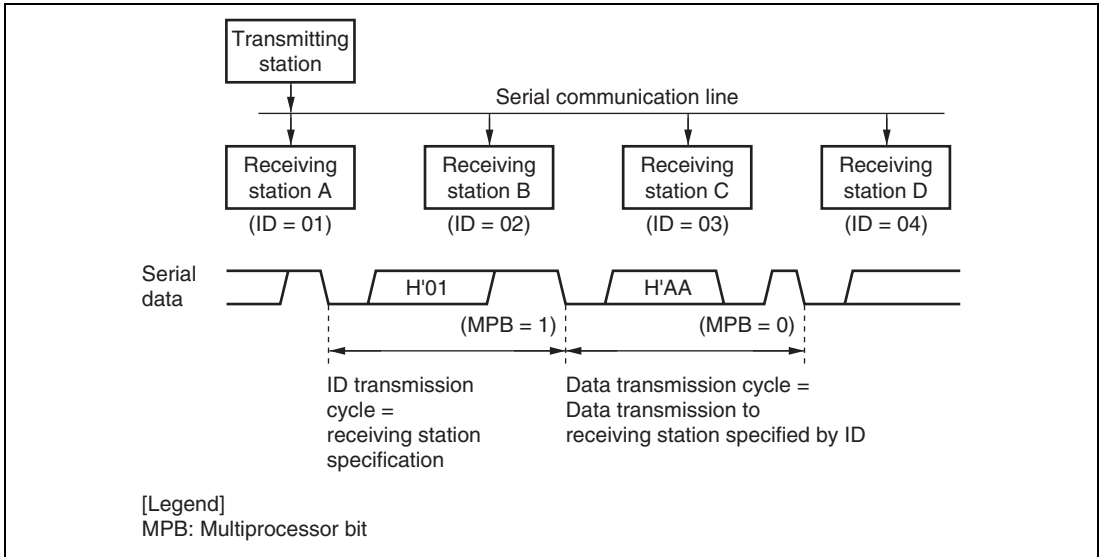 Transmitting
station
Serial communication line
Receiving
station A
Receiving
station B
Receiving
station C
Receiving
station D
(ID = 01)
(ID = 02)
(ID = 03)
(ID = 04)
Serial
data
H'01
H'AA
(MPB = 1)
(MPB = 0)
ID transmission
cycle =
receiving station
specification
Data transmission cycle =
Data transmission to
receiving station specified by ID
[Legend]
MPB: Multiprocessor bit